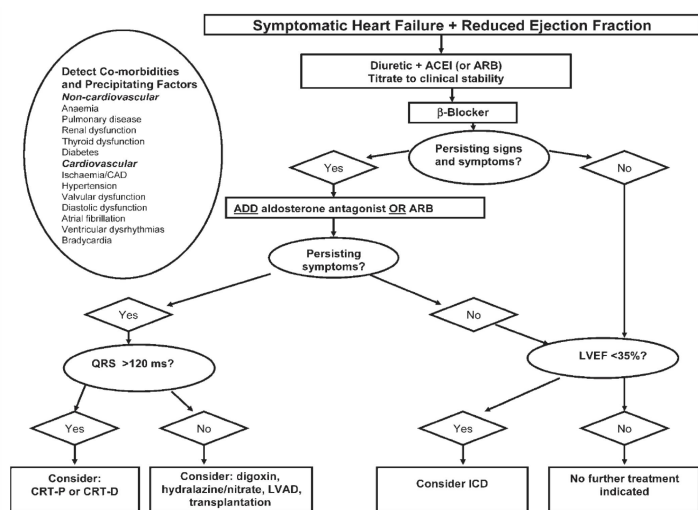 Symptomatic Heart Failure + Reduced Ejection Fraction
Diuretic + ACEI (or ARB)
Titrate to clinical stability
β-Blocker
Detect Co-morbidities
and Precipitating Factors
Non-cardiovascular
Anaemia
Pulmonary disease
Renal dysfunction
Thyroid dysfunction
Diabetes
Cardiovascular
Ischaemia/CAD
Hypertension
Valvular dysfunction
Diastolic dysfunction
Atrial fibrillation
Ventricular dysrhythmias
Bradycardia
Persisting signs
and symptoms?
Yes
No
ADD aldosterone antagonist OR ARB
Persisting
symptoms?
Yes
No
QRS >120 ms?
LVEF <35%?
Yes
No
Yes
No
Consider:
CRT-P or CRT-D
Consider: digoxin,
hydralazine/nitrate, LVAD,
transplantation
Consider ICD
No further treatment
indicated